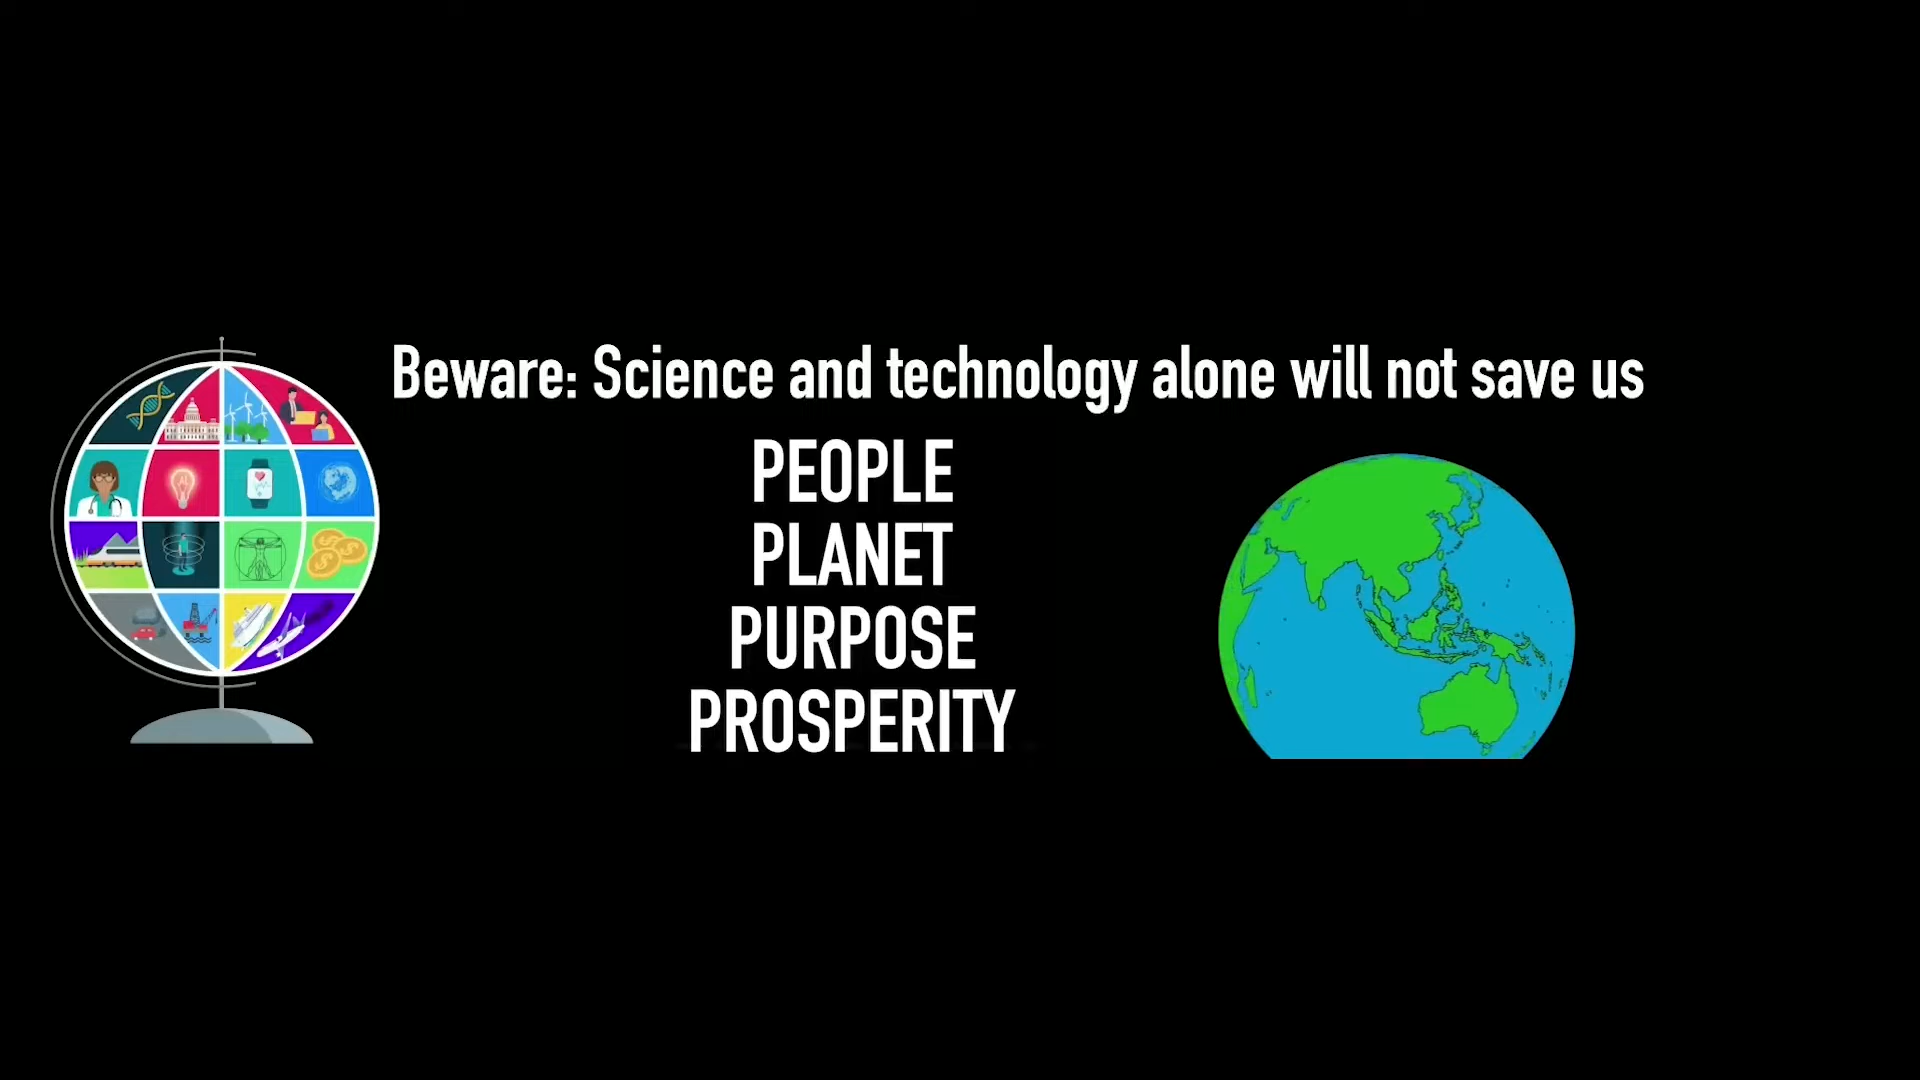 Beware: Science and technology alone will not save us
PEOPLE
PLANET
PURPOSE
PROSPERITY